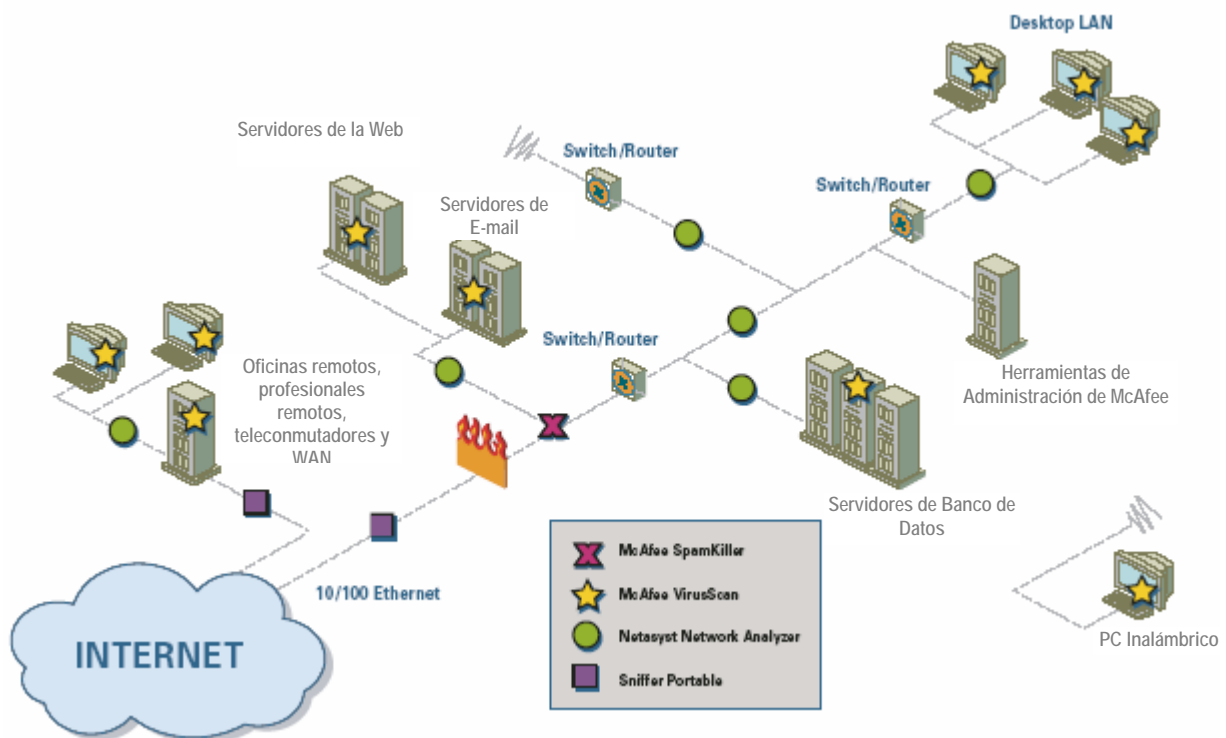 Desktop LAN
Servidores de la Web
Switch/Router
Switch/Router
Servidores de
E-mail
Switch/Router
Oficinas remotos,
profesionales
remotos,
teleconmutadores y
WAN
Herramientas de
Administración de McAfee
Servidores de Banco de
Datos
10/100 Ethernet
INTERNET
McAfee SpamKiller
McAfee VirusScan
Netasyst Network Analyzer
Sniffer Portable
PC Inalámbrico